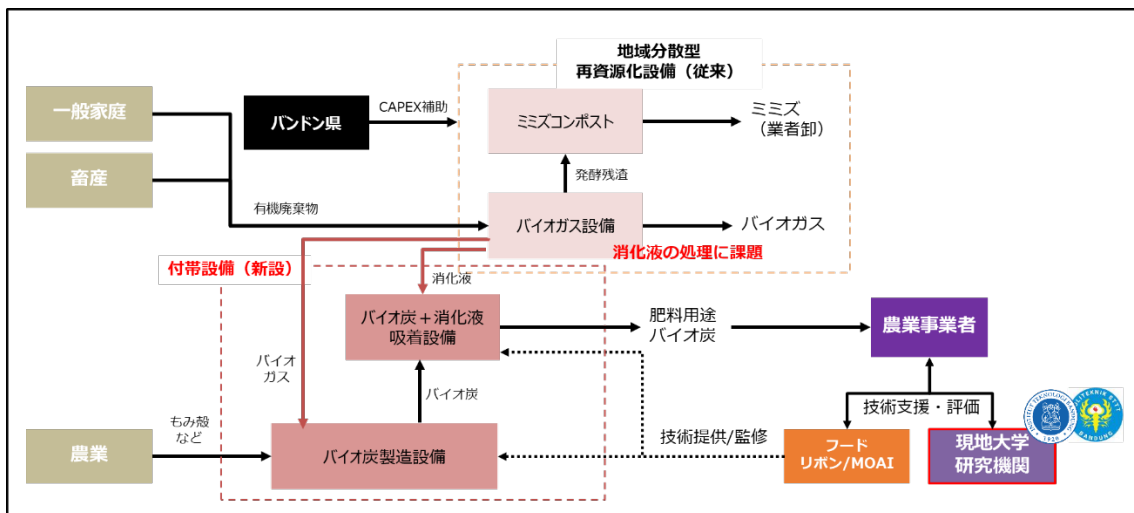 地域分散型
再資源化設備（従来）
一般家庭
バンドン県
CAPEX補助
ミミズコンポスト
ミミズ
（業者卸）
畜産
発酵残渣
有機廃棄物
バイオガス設備
バイオガス
消化液の処理に課題
付帯設備（新設）
消化液
バイオ炭＋消化液
吸着設備
肥料用途
バイオ炭
農業事業者
バイオ
ガス
バイオ炭
技術支援・評価
もみ殻
など
農業
バイオ炭製造設備
技術提供/監修
フード
リボン/MOAI
現地大学
研究機関
INSTITUT TEKNOLOGI BANDUNG
1920
BANDUNG